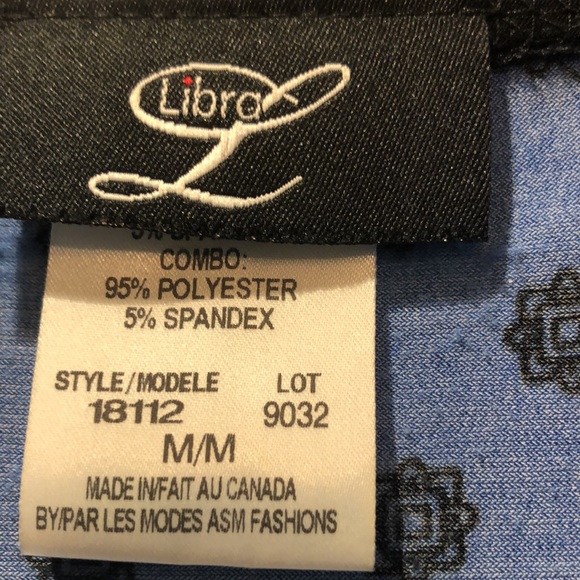 Libra
L
COMBO:
95% POLYESTER
5% SPANDEX
STYLE/MODELE LOT
18112 9032
M/M
MADE IN/FAIT AU CANADA
BY/PAR LES MODES ASM FASHIONS